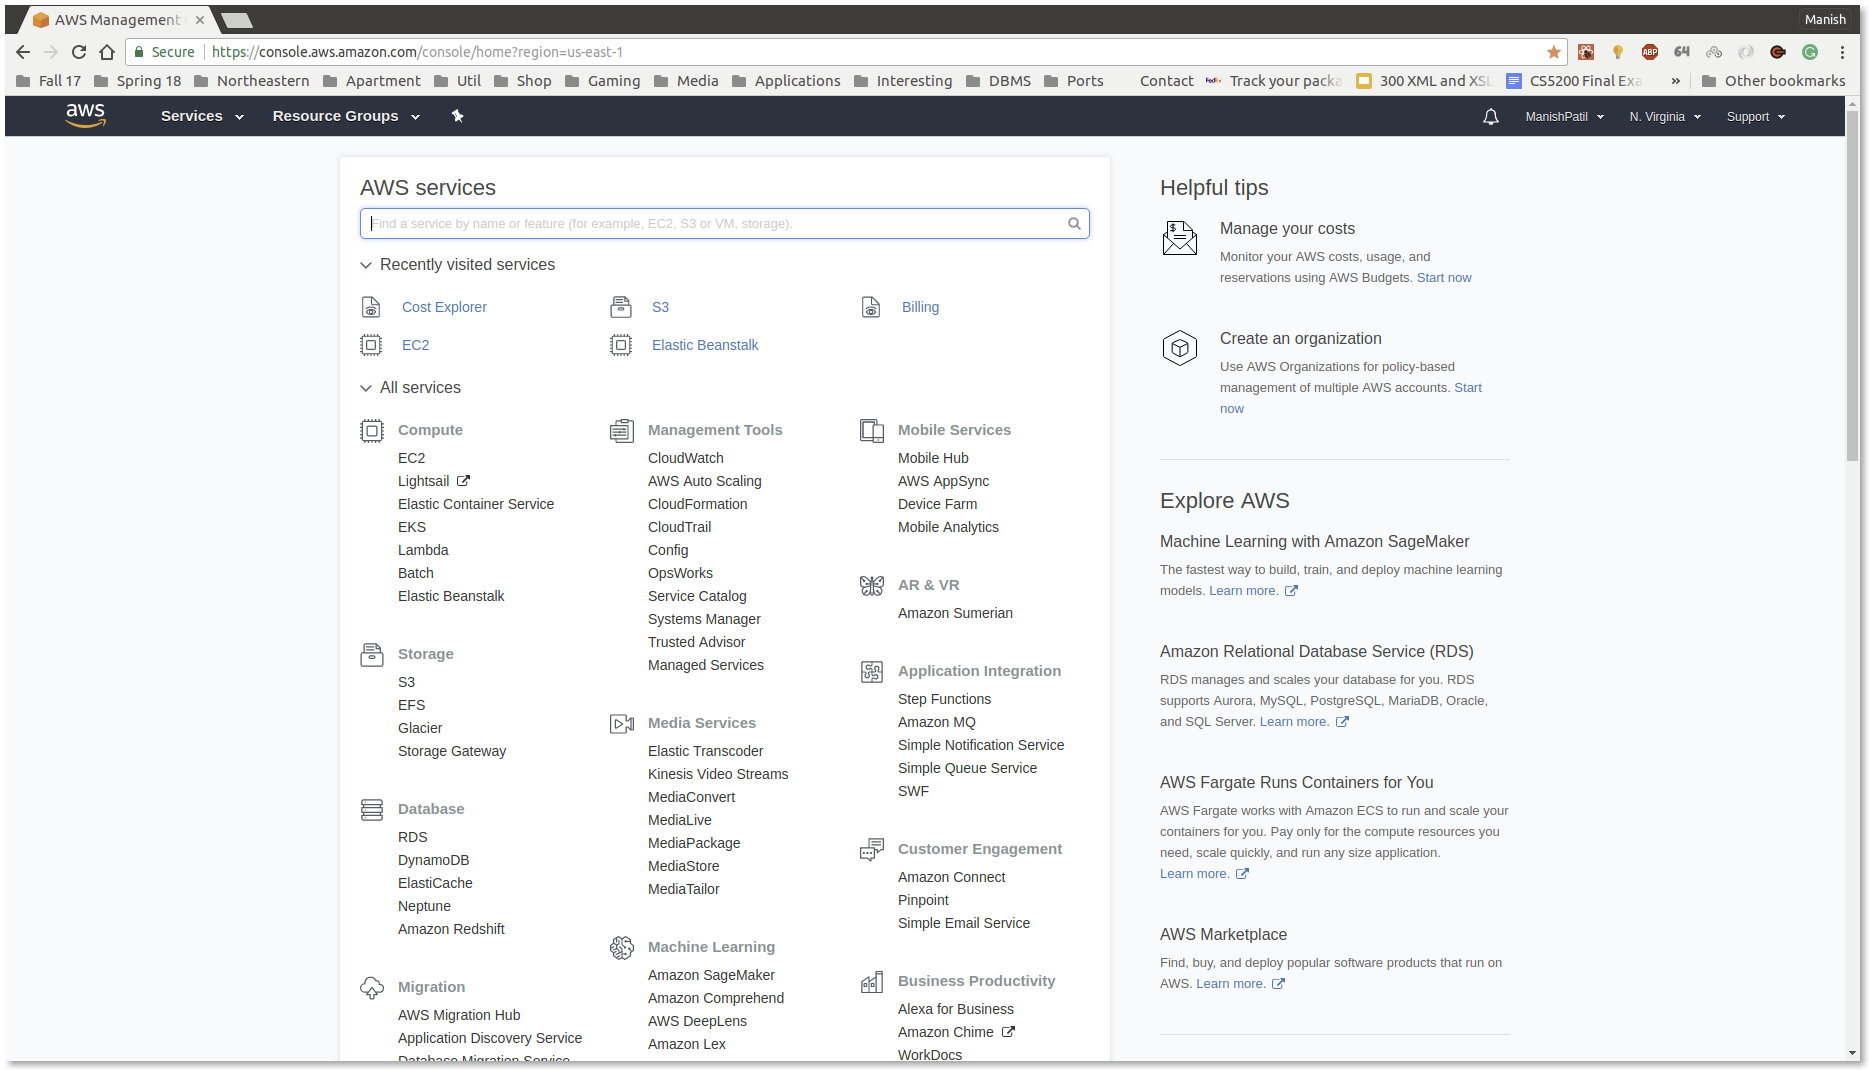 AWS Management
Manish
Secure
https://console.aws.amazon.com/console/home?region=us-east-1
ABP
64
Fall 17
Spring 18
Northeastern
Apartment
Util
Shop
Gaming
Media
Applications
Interesting
DBMS
Ports
Contact
FedEx
Track your packa
300 XML and XSL
CS5200 Final Exa
»
Other bookmarks
aws
Services
Resource Groups
ManishPatil
N. Virginia
Support
AWS services
Find a service by name or feature (for example, EC2, S3 or VM, storage).
Recently visited services
Cost Explorer
S3
Billing
EC2
Elastic Beanstalk
All services
Compute
EC2
Lightsail
Elastic Container Service
EKS
Lambda
Batch
Elastic Beanstalk
Storage
S3
EFS
Glacier
Storage Gateway
Database
RDS
DynamoDB
ElastiCache
Neptune
Amazon Redshift
Migration
AWS Migration Hub
Application Discovery Service
Database Migration Service
Management Tools
CloudWatch
AWS Auto Scaling
CloudFormation
CloudTrail
Config
OpsWorks
Service Catalog
Systems Manager
Trusted Advisor
Managed Services
Media Services
Elastic Transcoder
Kinesis Video Streams
MediaConvert
MediaLive
MediaPackage
MediaStore
MediaTailor
Machine Learning
Amazon SageMaker
Amazon Comprehend
AWS DeepLens
Amazon Lex
Mobile Services
Mobile Hub
AWS AppSync
Device Farm
Mobile Analytics
AR & VR
Amazon Sumerian
Application Integration
Step Functions
Amazon MQ
Simple Notification Service
Simple Queue Service
SWF
Customer Engagement
Amazon Connect
Pinpoint
Simple Email Service
Business Productivity
Alexa for Business
Amazon Chime
WorkDocs
Helpful tips
Manage your costs
Monitor your AWS costs, usage, and
reservations using AWS Budgets. Start now
Create an organization
Use AWS Organizations for policy-based
management of multiple AWS accounts. Start
now
Explore AWS
Machine Learning with Amazon SageMaker
The fastest way to build, train, and deploy machine learning
models. Learn more.
Amazon Relational Database Service (RDS)
RDS manages and scales your database for you. RDS
supports Aurora, MySQL, PostgreSQL, MariaDB, Oracle,
and SQL Server. Learn more.
AWS Fargate Runs Containers for You
AWS Fargate works with Amazon ECS to run and scale your
containers for you. Pay only for the compute resources you
need, scale quickly, and run any size application.
Learn more.
AWS Marketplace
Find, buy, and deploy popular software products that run on
AWS. Learn more.